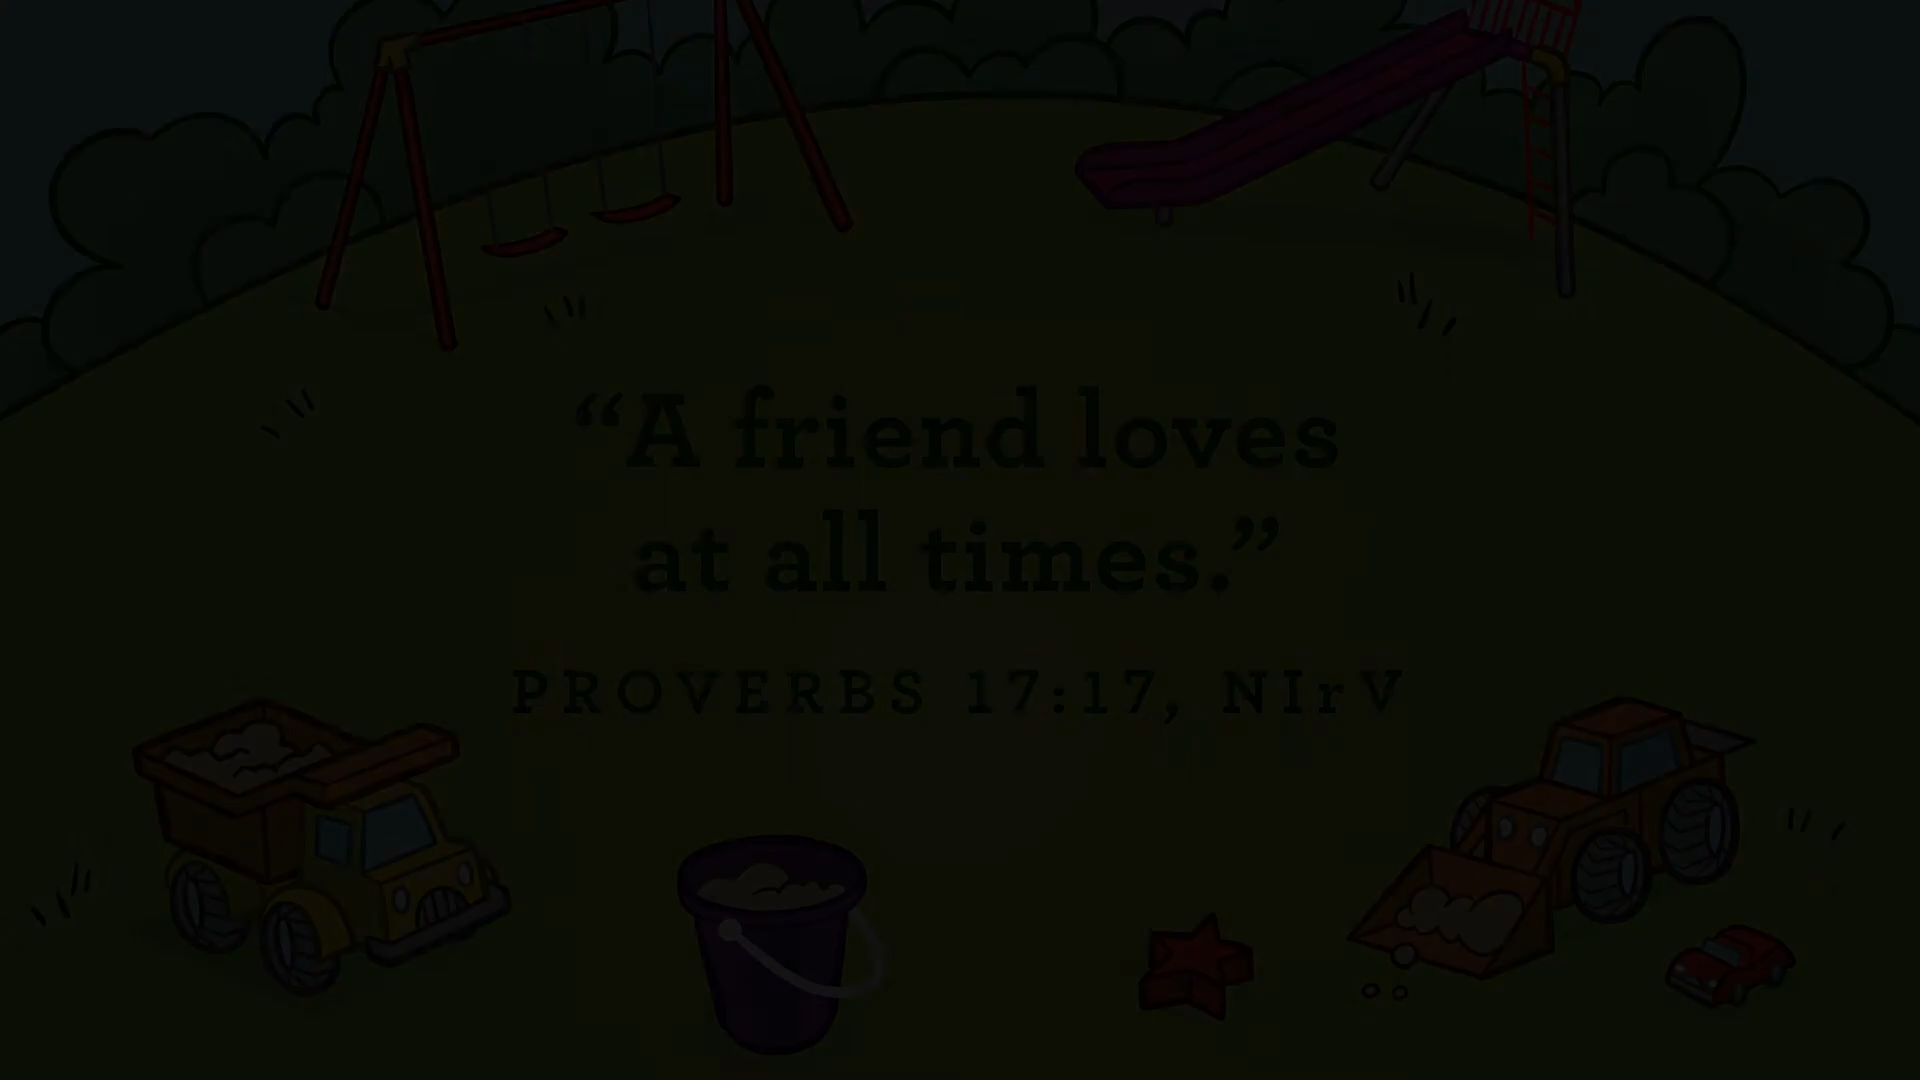 “A friend loves
at all times.”
PROVERBS 17:17, NIrV